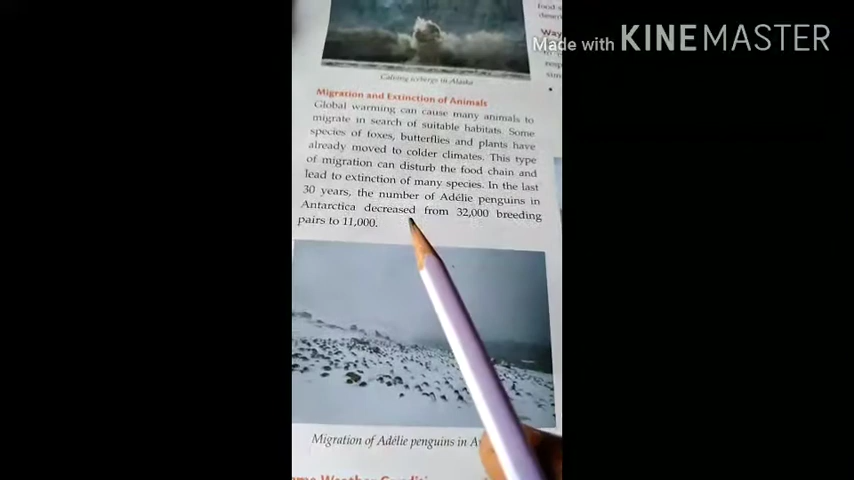 Made with KINEMASTER
Calving icebergs in Alaska
Migration and Extinction of Animals
Global warming can cause many animals to
migrate in search of suitable habitats. Some
species of foxes, butterflies and plants have
already moved to colder climates. This type
of migration can disturb the food chain and
lead to extinction of many species. In the last
30 years, the number of Adélie penguins in
Antarctica decreased from 32,000 breeding
pairs to 11,000.
Migration of Adélie penguins in